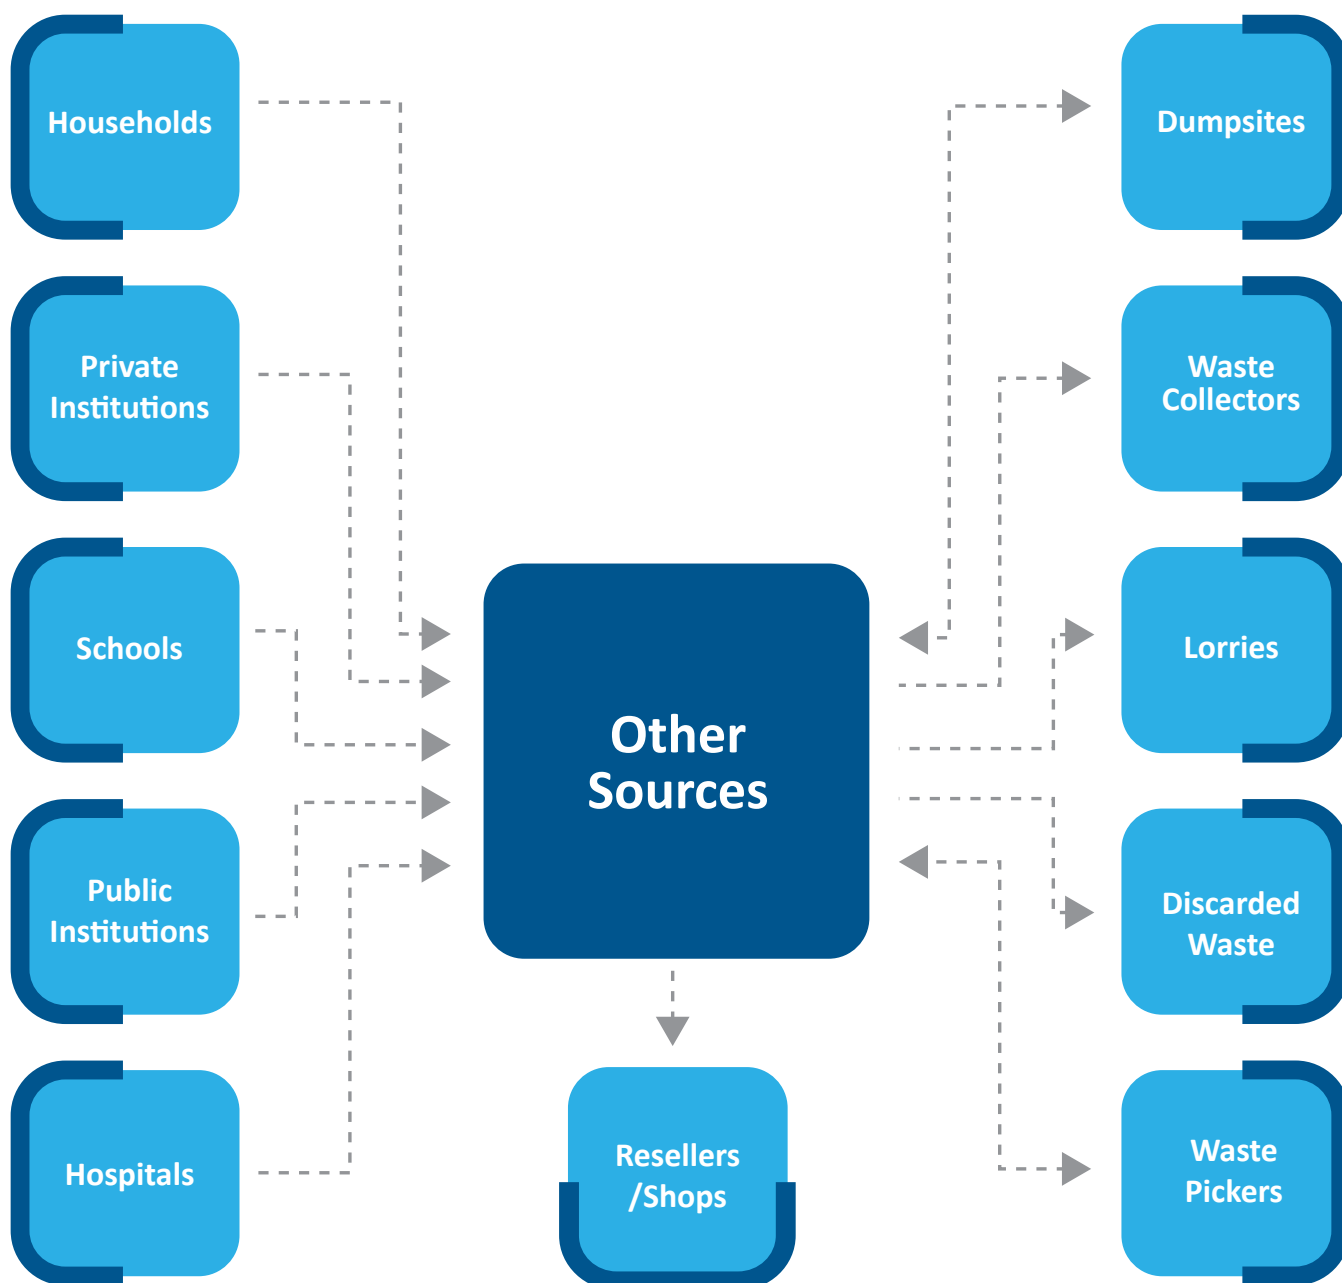 Households
Private
Institutions
Schools
Public
Institutions
Hospitals
Other
Sources
Resellers
/Shops
Dumpsites
Waste
Collectors
Lorries
Discarded
Waste
Waste
Pickers